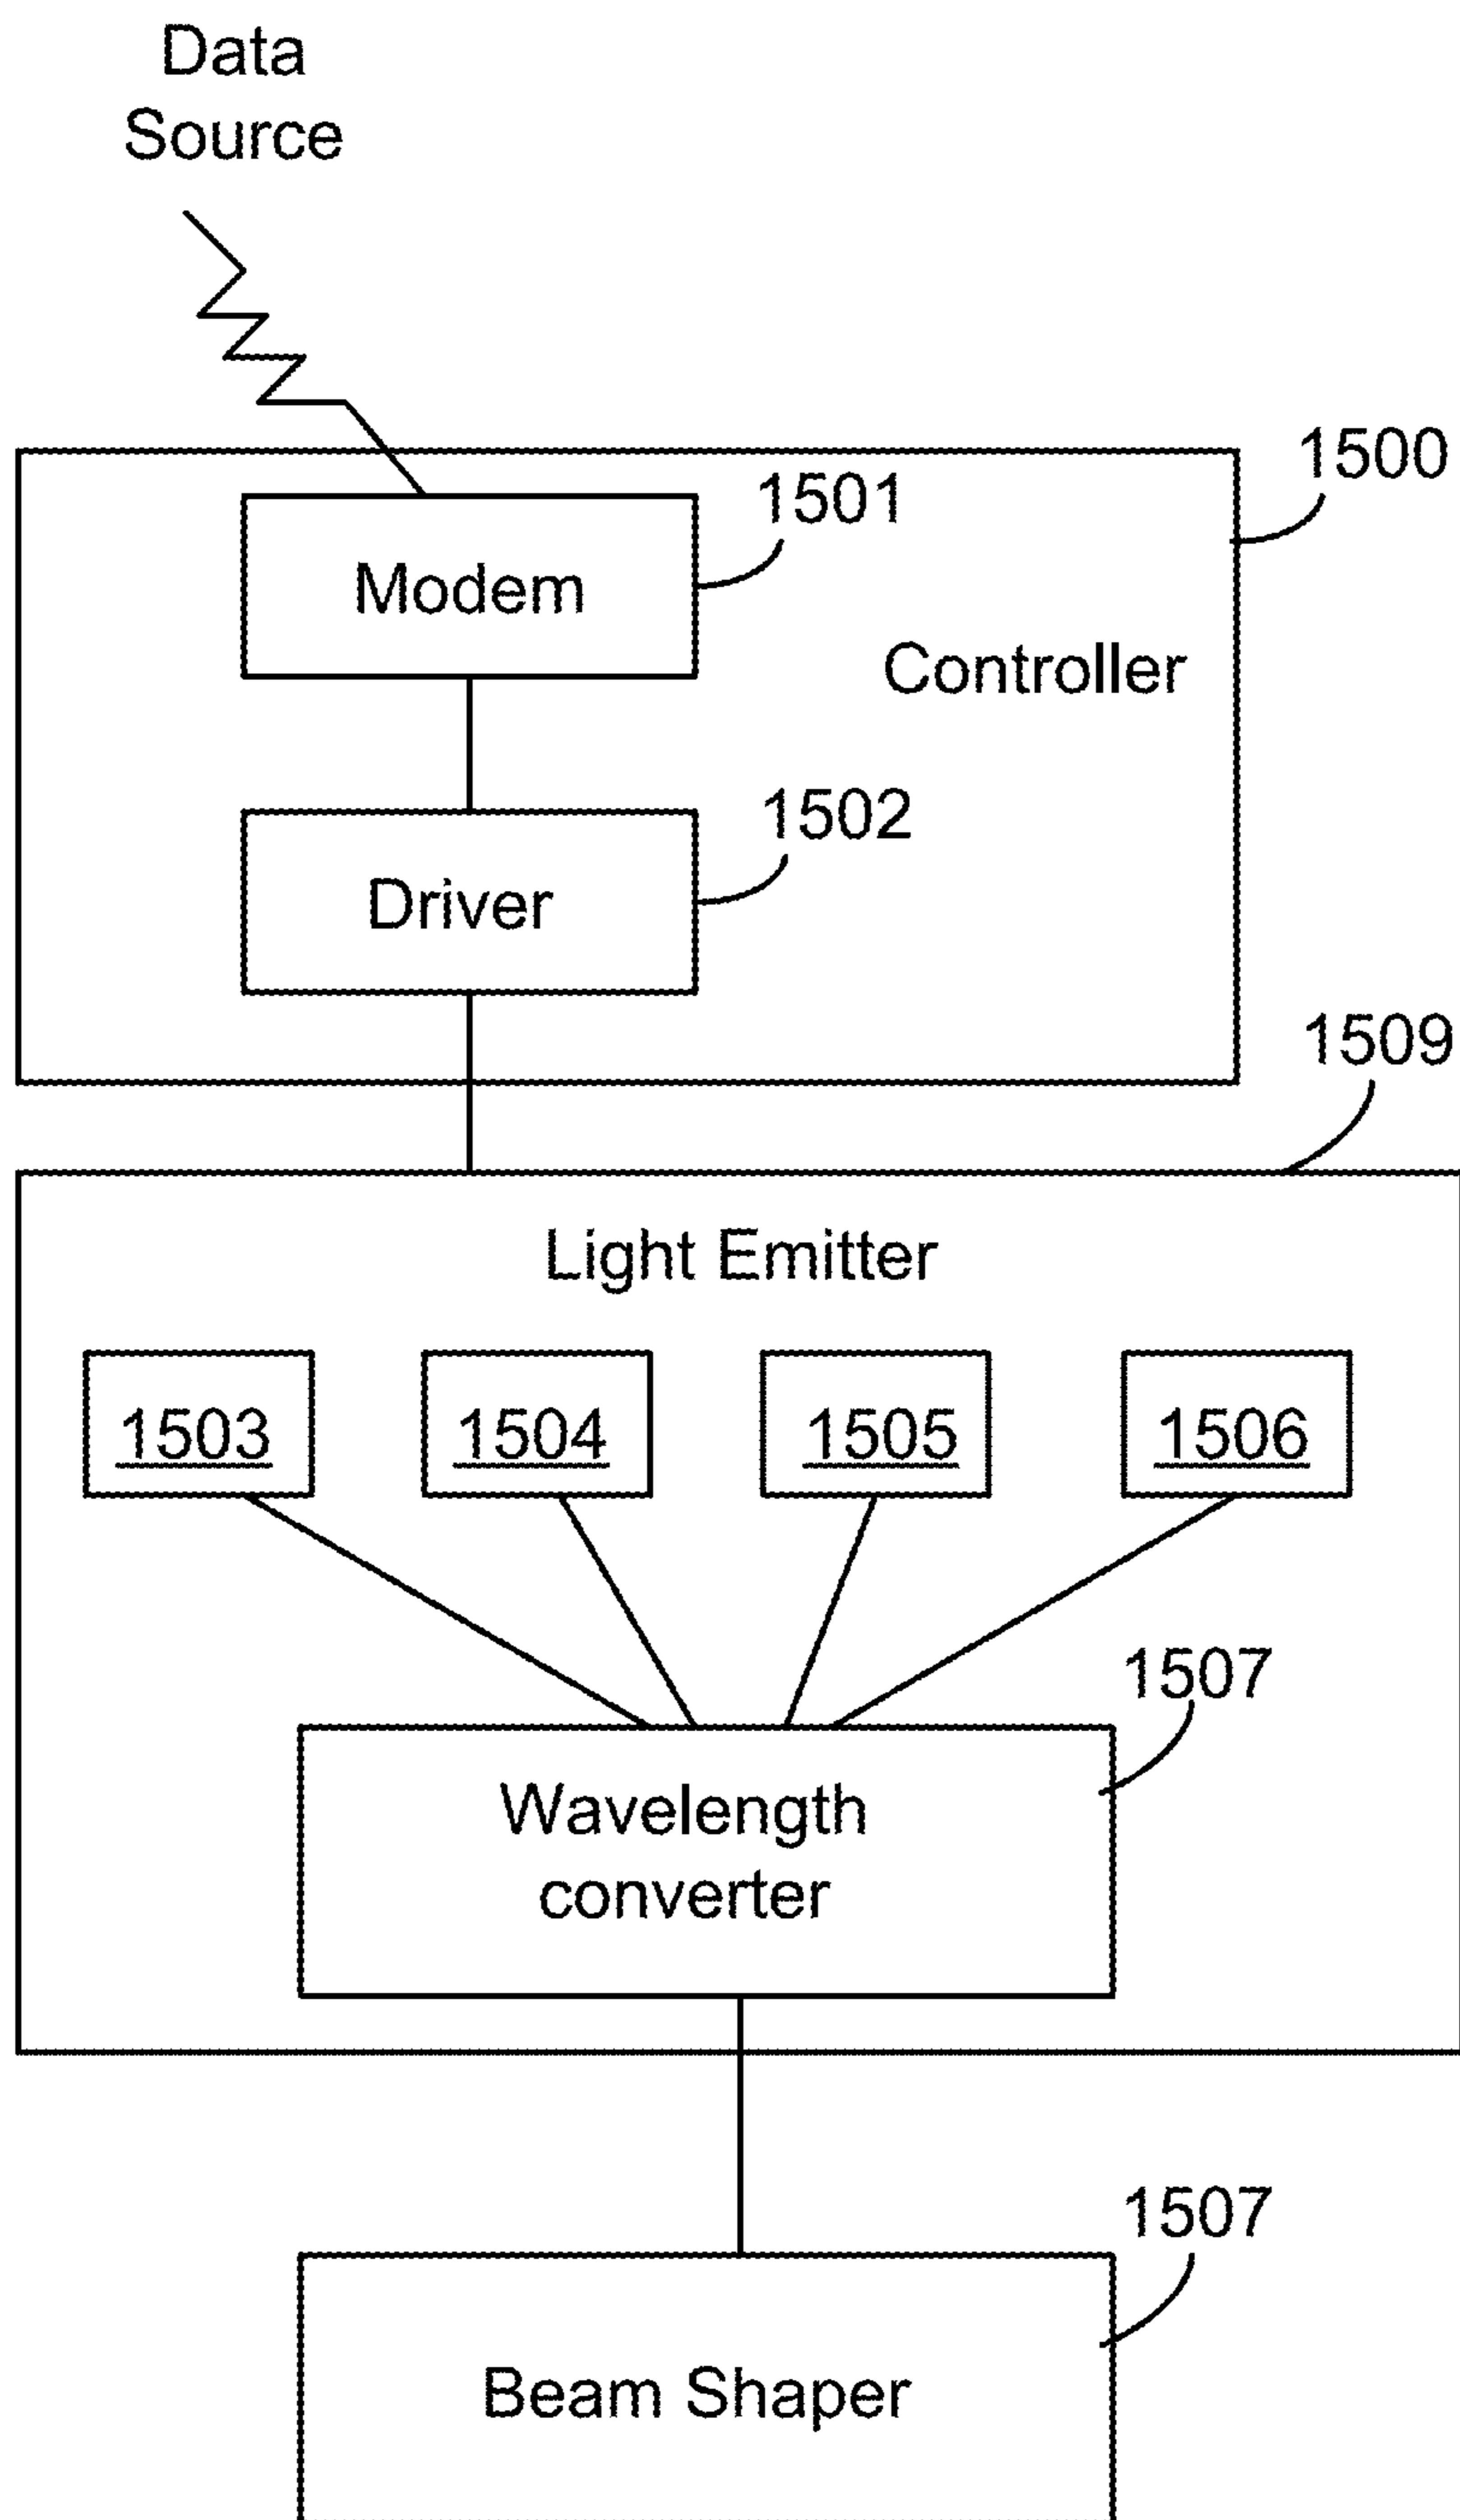 Data
Source
1500
1501
Modem
Controller
1502
Driver
1509
Light Emitter
1503 1504 1505 1506
1507
Wavelength
converter
1507
Beam Shaper